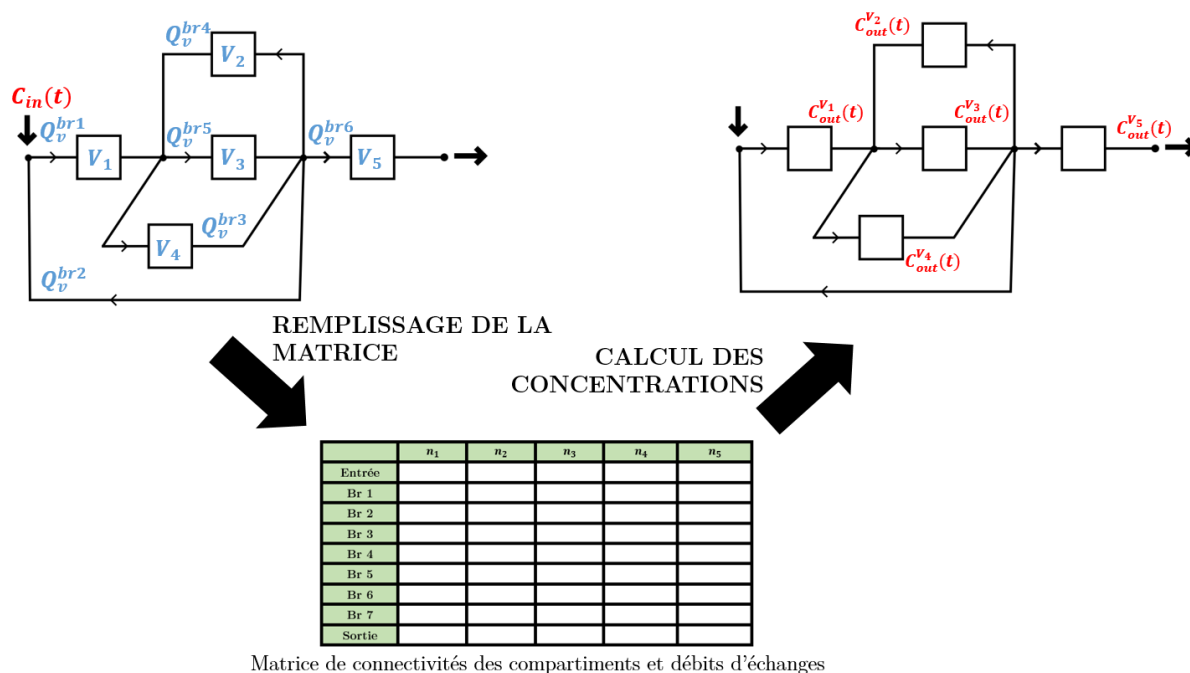 Q_v^{br4}
V_2
C_{in}(t)
Q_v^{br1}
Q_v^{br5}
Q_v^{br6}
V_1
V_3
V_5
Q_v^{br3}
V_4
Q_v^{br2}
C_{out}^{V_2}(t)
C_{out}^{V_1}(t)
C_{out}^{V_3}(t)
C_{out}^{V_5}(t)
C_{out}^{V_4}(t)
REMPLISSAGE DE LA
MATRICE
CALCUL DES
CONCENTRATIONS
n_1 n_2 n_3 n_4 n_5
Entrée
Br 1
Br 2
Br 3
Br 4
Br 5
Br 6
Br 7
Sortie
Matrice de connectivités des compartiments et débits d'échanges